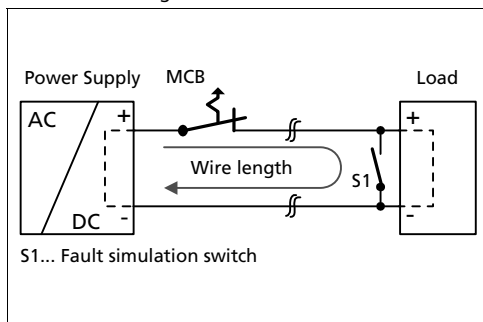 Power Supply MCB Load
AC + +
Wire length
S1
DC - -
S1... Fault simulation switch